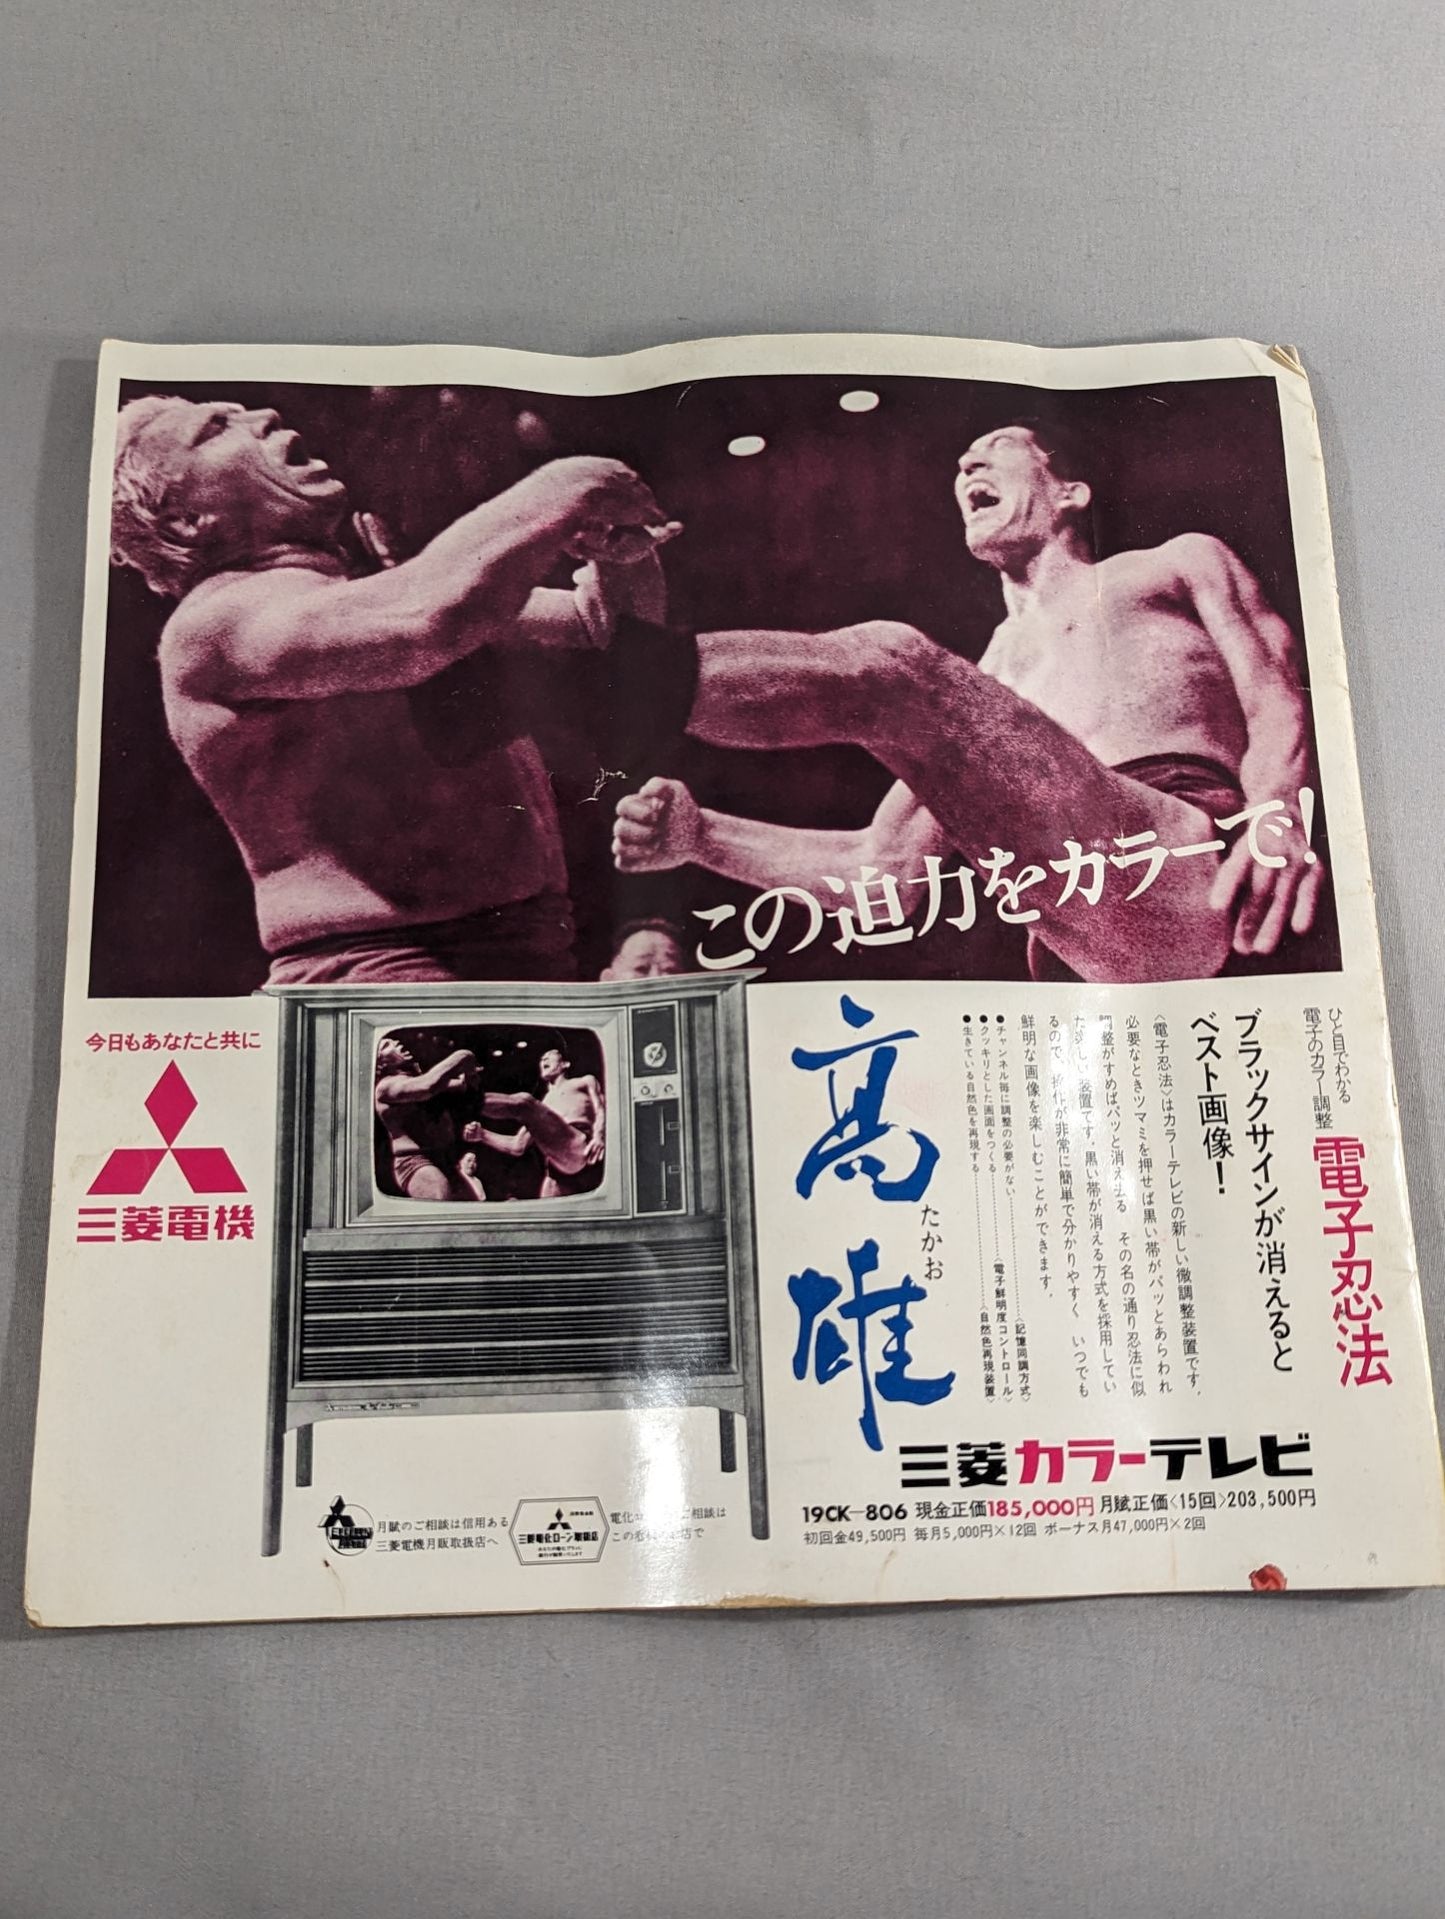 この迫力をカラーで!
今日もあなたと共に
三菱電機
ひと目でわかる
電子のカラー調整
電子忍法
ブラックサインが消えると
ベスト画像!
〈電子忍法〉はカラーテレビの新しい微調整装置です.
必要なときツマミを押せば黒い帯がパッとあらわれ
調整がすめばパッと消え去る その名の通り忍法に似
た 装置です.黒い帯が消える方式を採用してい
るので 操作が非常に簡単で分かりやすく いつでも
鮮明な画像を楽しむことができます.
●チャンネル毎に調整の必要がない〈記憶同調方式〉
●クッキリとした画面をつくる〈電子鮮明度コントロール〉
●生きている自然色を再現する〈自然色再現装置〉
高雄
たかお
三菱カラーテレビ
19CK-806 現金正価185,000円 月賦正価〈15回〉203,500円
初回金49,500円 毎月5,000円×12回 ボーナス月47,000円×2回
月賦のご相談は信用ある
三菱電機月販取扱店へ
三菱電化ローン取扱店
電化 ご相談は
この お店で